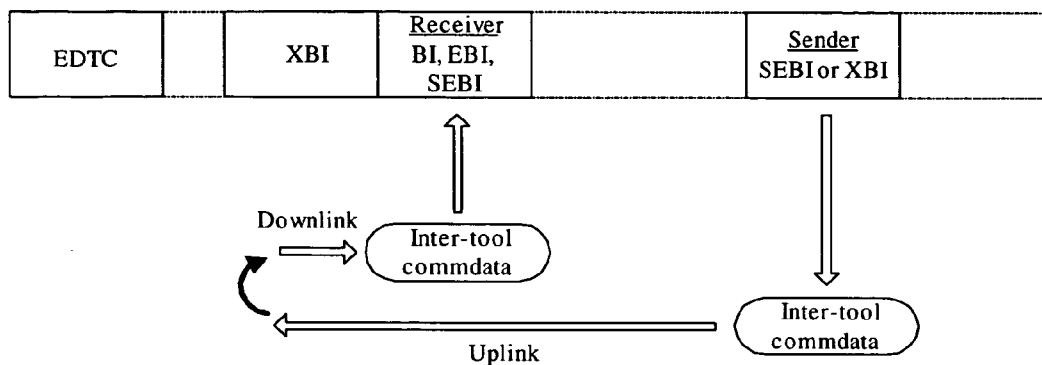 EDTC
XBI
Receiver
BI, EBI,
SEBI
Sender
SEBI or XBI
Downlink
Inter-tool
commdata
Inter-tool
commdata
Uplink